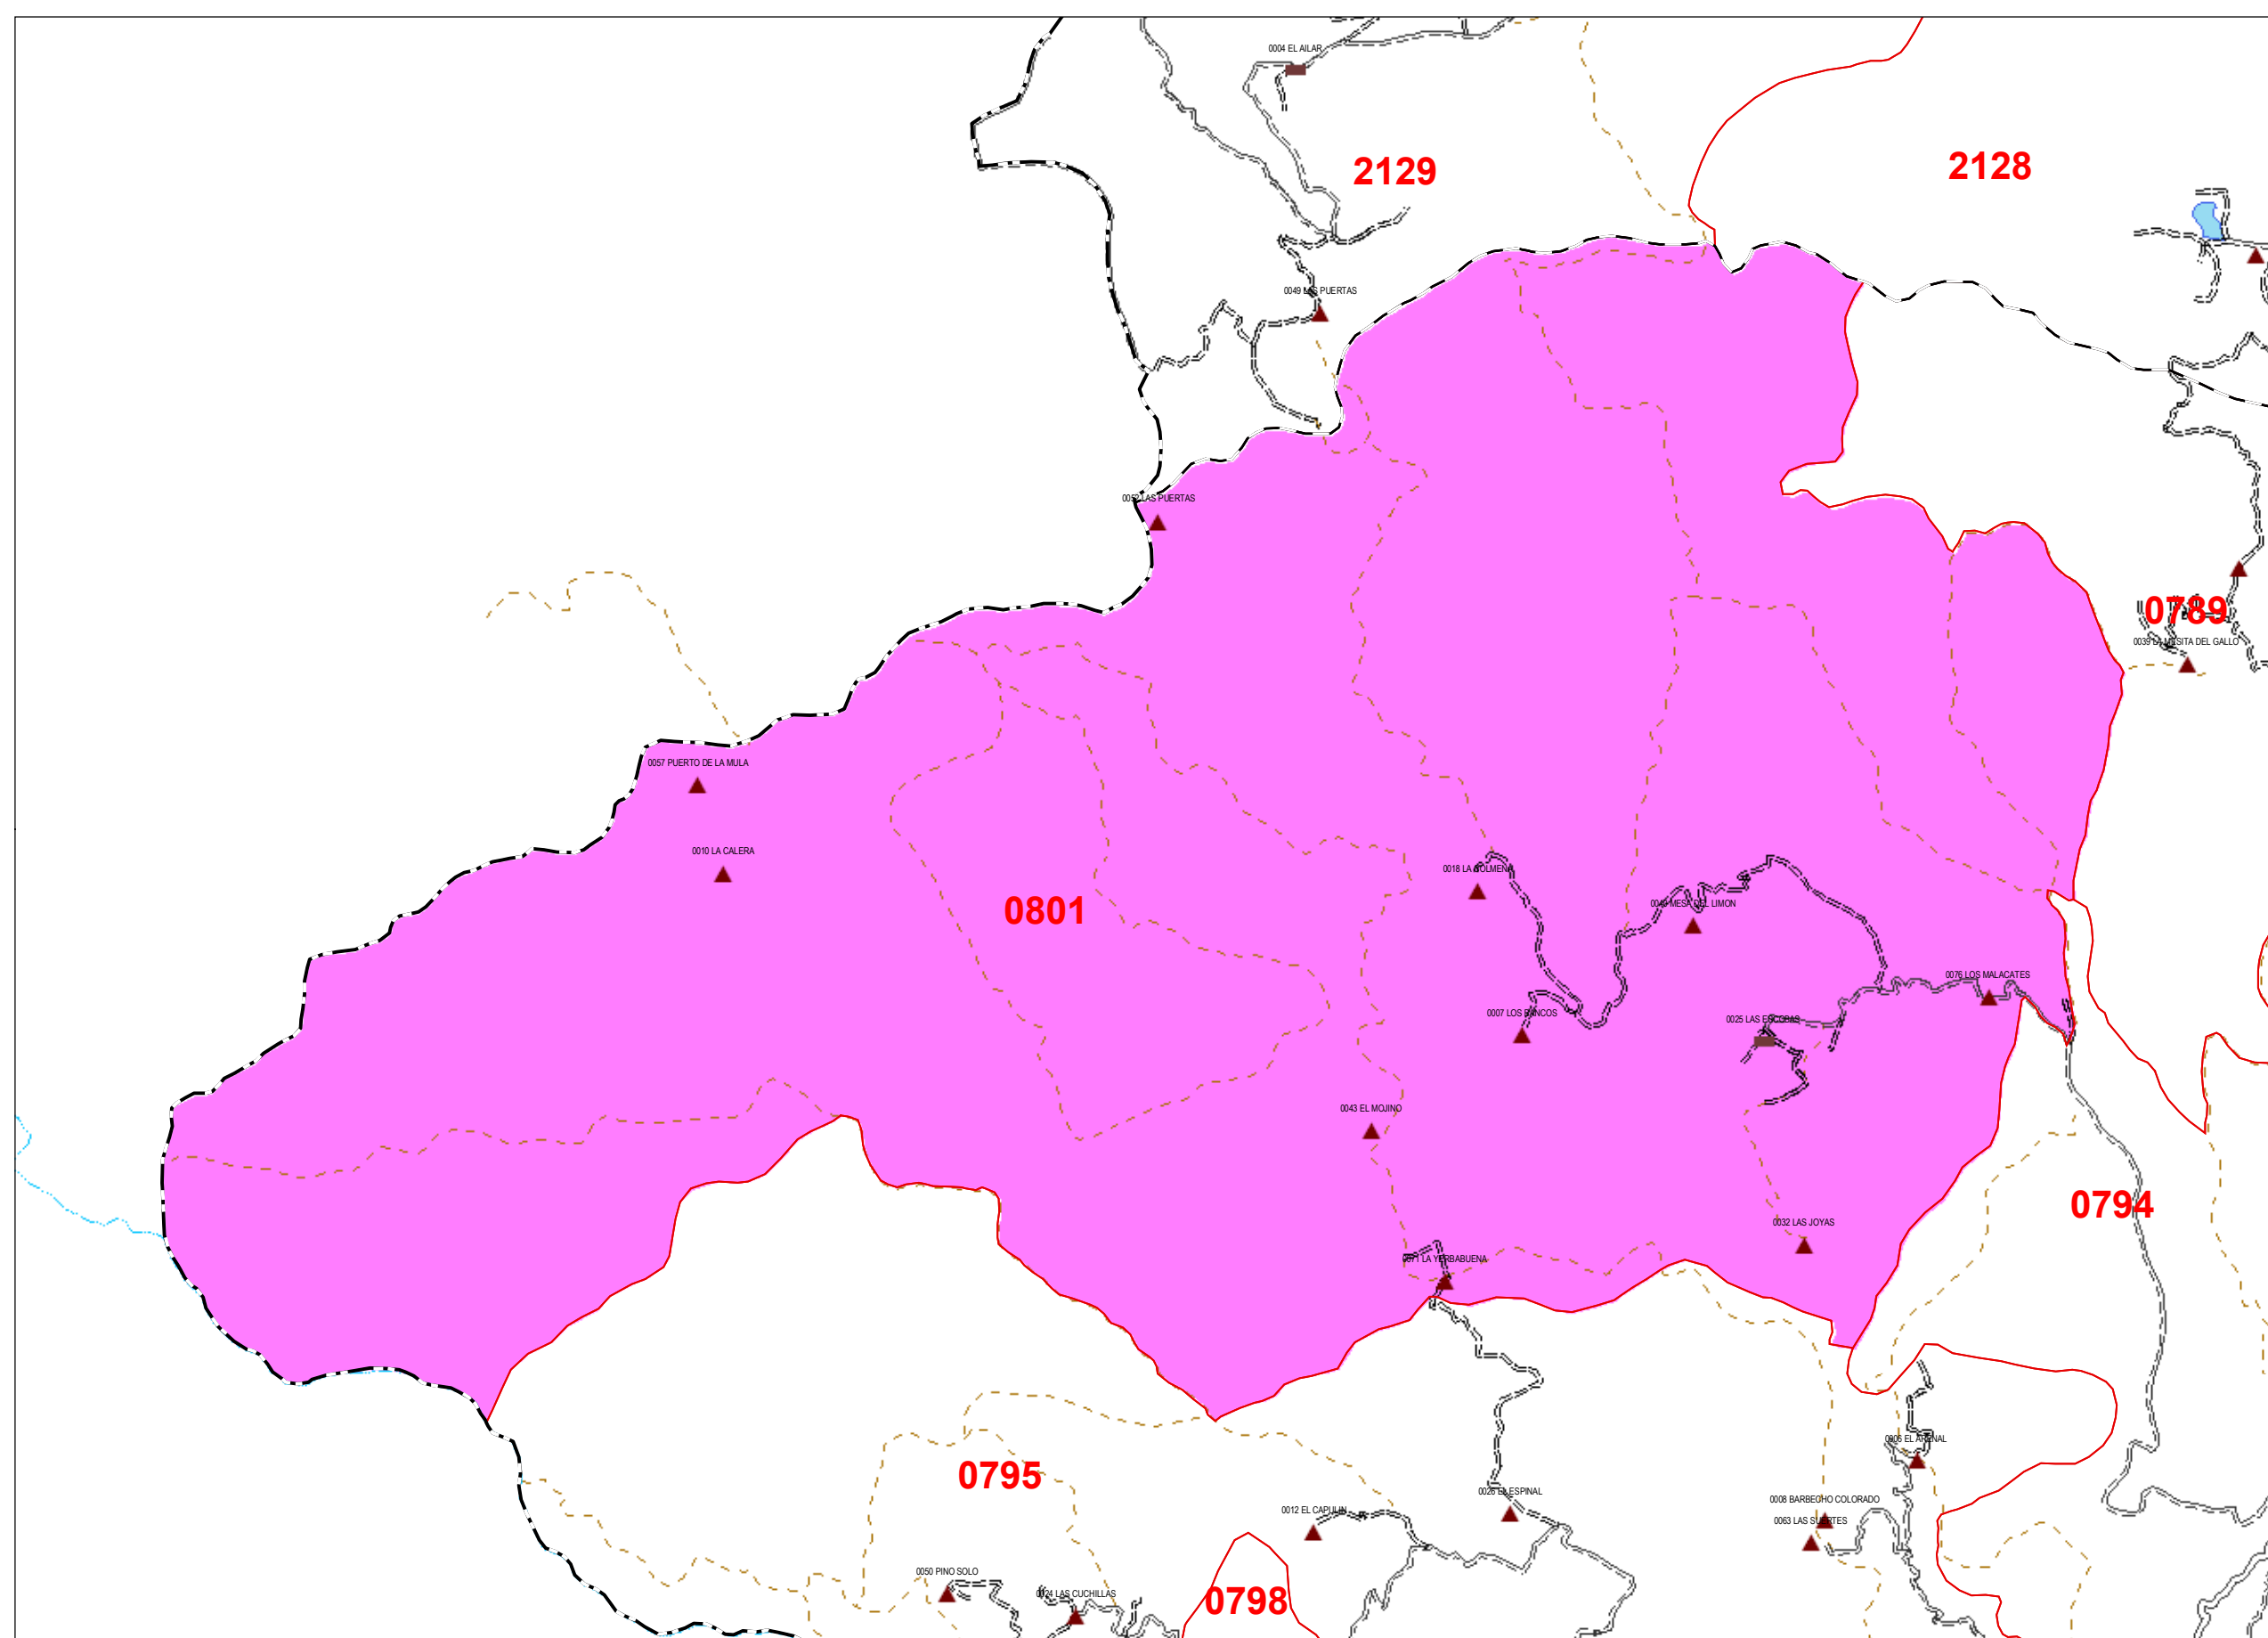 0004 EL AILAR
2129
2128
0049 LAS PUERTAS
0052 LAS PUERTAS
0789
0039 LA MESITA DEL GALLO
0057 PUERTO DE LA MULA
0010 LA CALERA
0018 LA COLMENA
0801
0040 MESA DEL LIMON
0076 LOS MALACATES
0007 LOS BANCOS
0025 LAS ESCOBAS
0043 EL MOJINO
0794
0032 LAS JOYAS
0071 LA YERBABUENA
0006 EL ARENAL
0795
0026 EL ESPINAL
0008 BARBECHO COLORADO
0012 EL CAPULIN
0063 LAS SUERTES
0050 PINO SOLO
0024 LAS CUCHILLAS
0798